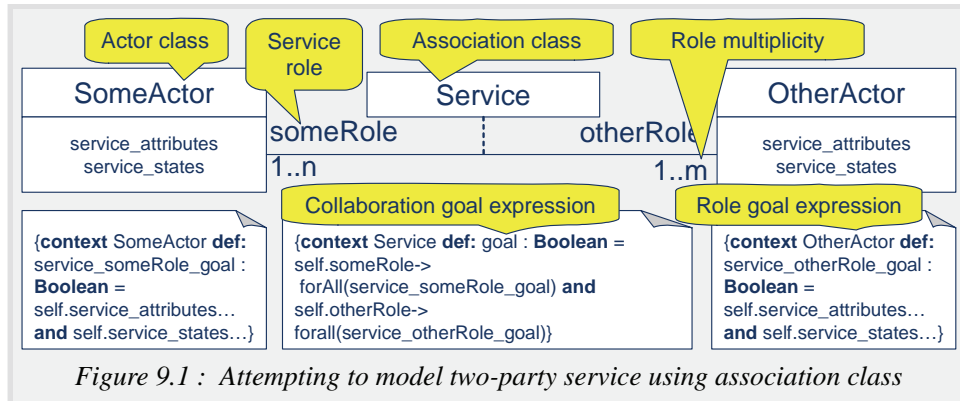 Actor class
Service
role
Association class
Role multiplicity
SomeActor
Service
OtherActor
service_attributes
service_states
someRole
otherRole
service_attributes
service_states
1..n
1..m
Collaboration goal expression
Role goal expression
{context SomeActor def:
service_someRole_goal :
Boolean =
self.service_attributes…
and self.service_states…}
{context Service def: goal : Boolean =
self.someRole->
forAll(service_someRole_goal) and
self.otherRole->
forall(service_otherRole_goal)}
{context OtherActor def:
service_otherRole_goal :
Boolean =
self.service_attributes…
and self.service_states…}
Figure 9.1 : Attempting to model two-party service using association class